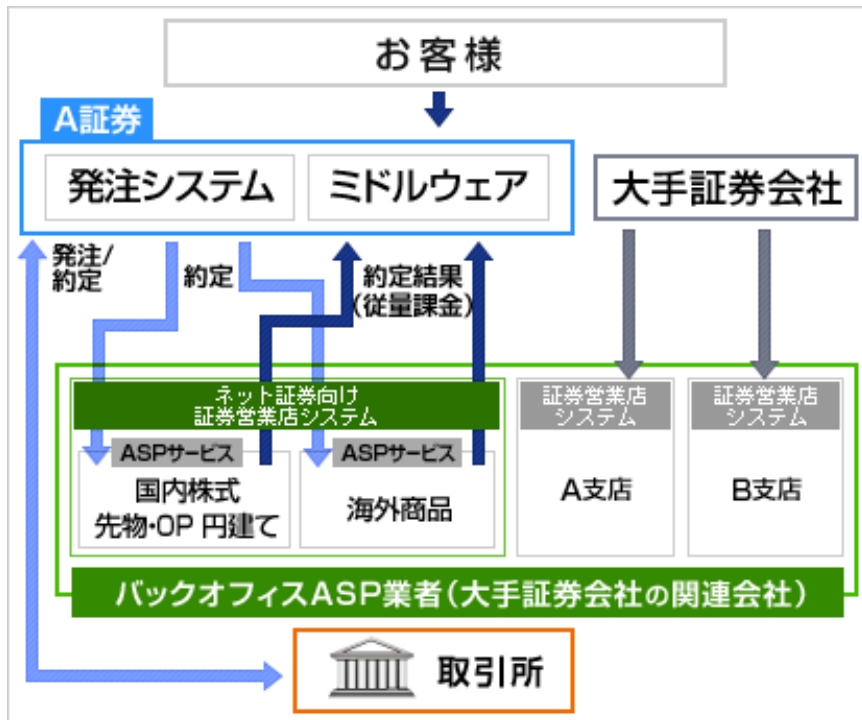 お客様
A証券
発注システム
ミドルウェア
大手証券会社
発注/
約定
約定
約定結果
(従量課金)
ネット証券向け
証券営業店システム
証券営業店
システム
証券営業店
システム
ASPサービス
ASPサービス
国内株式
先物・OP 円建て
海外商品
A支店
B支店
バックオフィスASP業者(大手証券会社の関連会社)
取引所